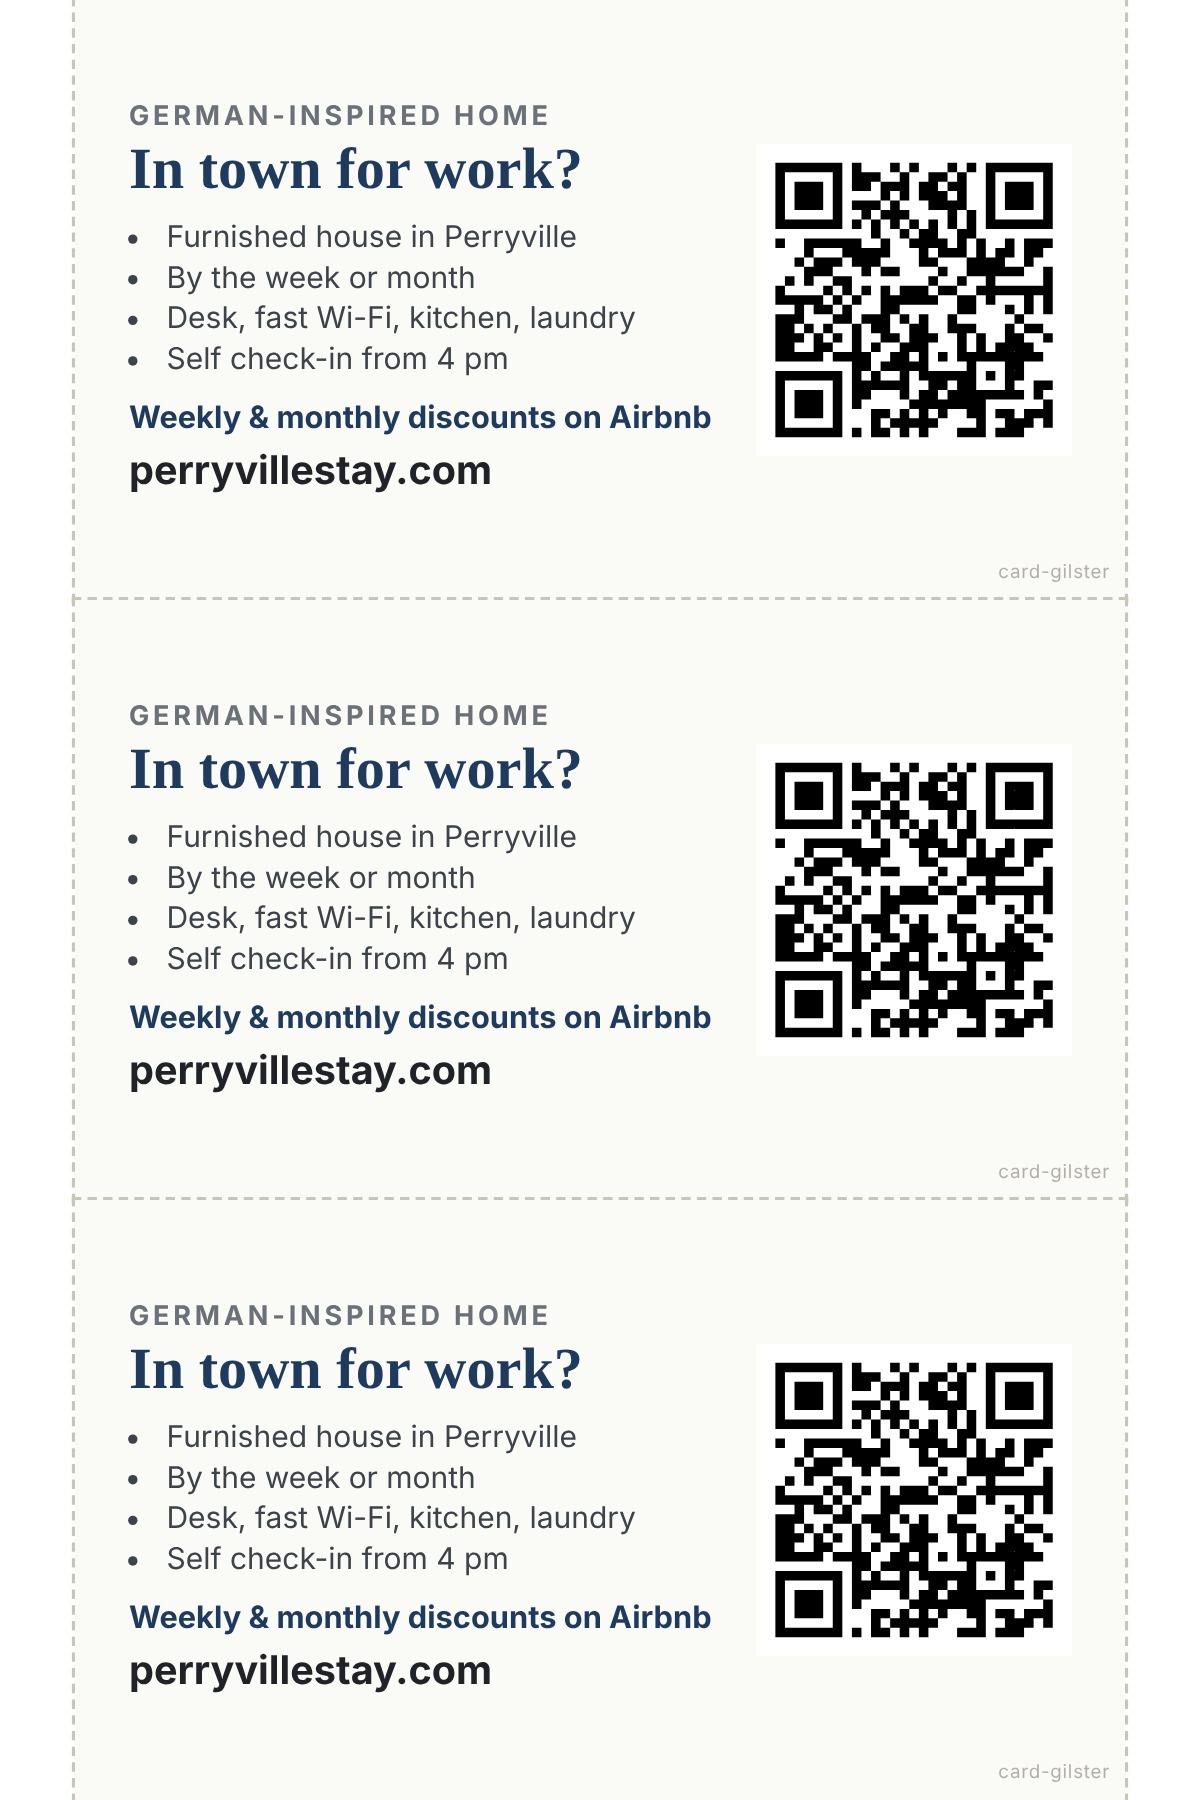 GERMAN-INSPIRED HOME
In town for work?
• Furnished house in Perryville
• By the week or month
• Desk, fast Wi-Fi, kitchen, laundry
• Self check-in from 4 pm
Weekly & monthly discounts on Airbnb
perryvillestay.com
card-gilster
GERMAN-INSPIRED HOME
In town for work?
• Furnished house in Perryville
• By the week or month
• Desk, fast Wi-Fi, kitchen, laundry
• Self check-in from 4 pm
Weekly & monthly discounts on Airbnb
perryvillestay.com
card-gilster
GERMAN-INSPIRED HOME
In town for work?
• Furnished house in Perryville
• By the week or month
• Desk, fast Wi-Fi, kitchen, laundry
• Self check-in from 4 pm
Weekly & monthly discounts on Airbnb
perryvillestay.com
card-gilster